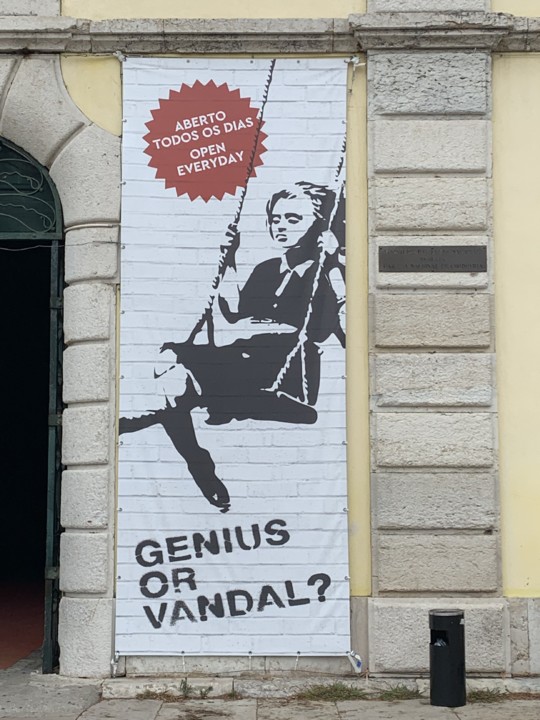 ABERTO
TODOS OS DIAS
OPEN
EVERYDAY
GENIUS
OR
VANDAL?